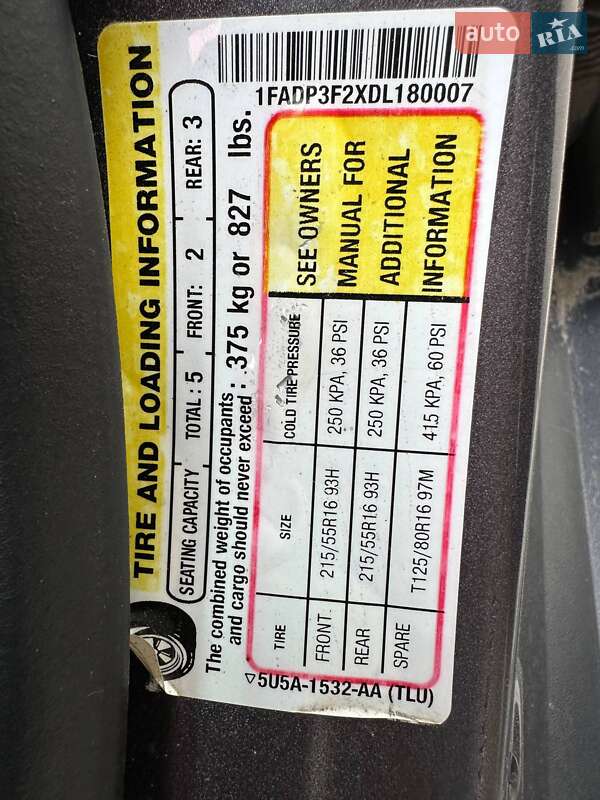 auto RIA.com
1FADP3F2XDL180007
TIRE AND LOADING INFORMATION
SEATING CAPACITY TOTAL: 5 FRONT: 2 REAR: 3
The combined weight of occupants
and cargo should never exceed: 375 kg or 827 lbs.
TIRE SIZE COLD TIRE PRESSURE
FRONT 215/55R16 93H 250 KPA, 36 PSI
REAR 215/55R16 93H 250 KPA, 36 PSI
SPARE T125/80R16 97M 415 KPA, 60 PSI
SEE OWNERS
MANUAL FOR
ADDITIONAL
INFORMATION
5U5A-1532-AA (TLU)